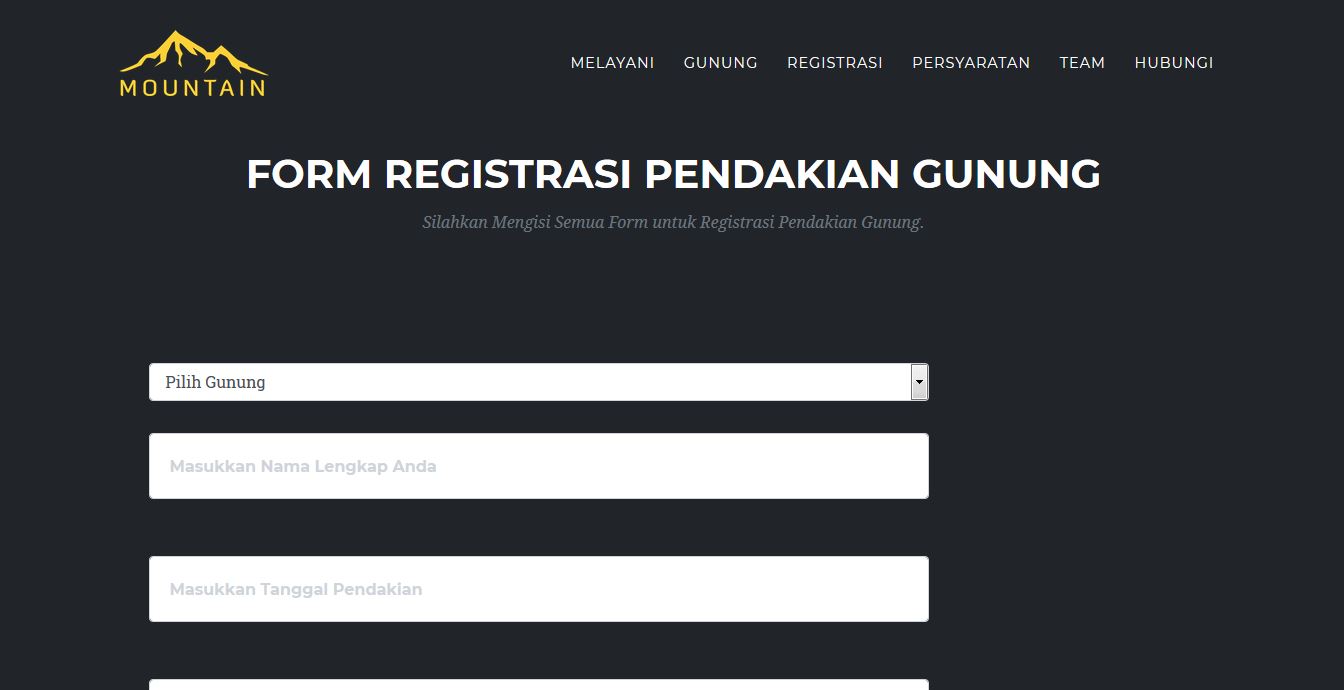 MOUNTAIN
MELAYANI GUNUNG REGISTRASI PERSYARATAN TEAM HUBUNGI
FORM REGISTRASI PENDAKIAN GUNUNG
Silahkan Mengisi Semua Form untuk Registrasi Pendakian Gunung.
Pilih Gunung
Masukkan Nama Lengkap Anda
Masukkan Tanggal Pendakian